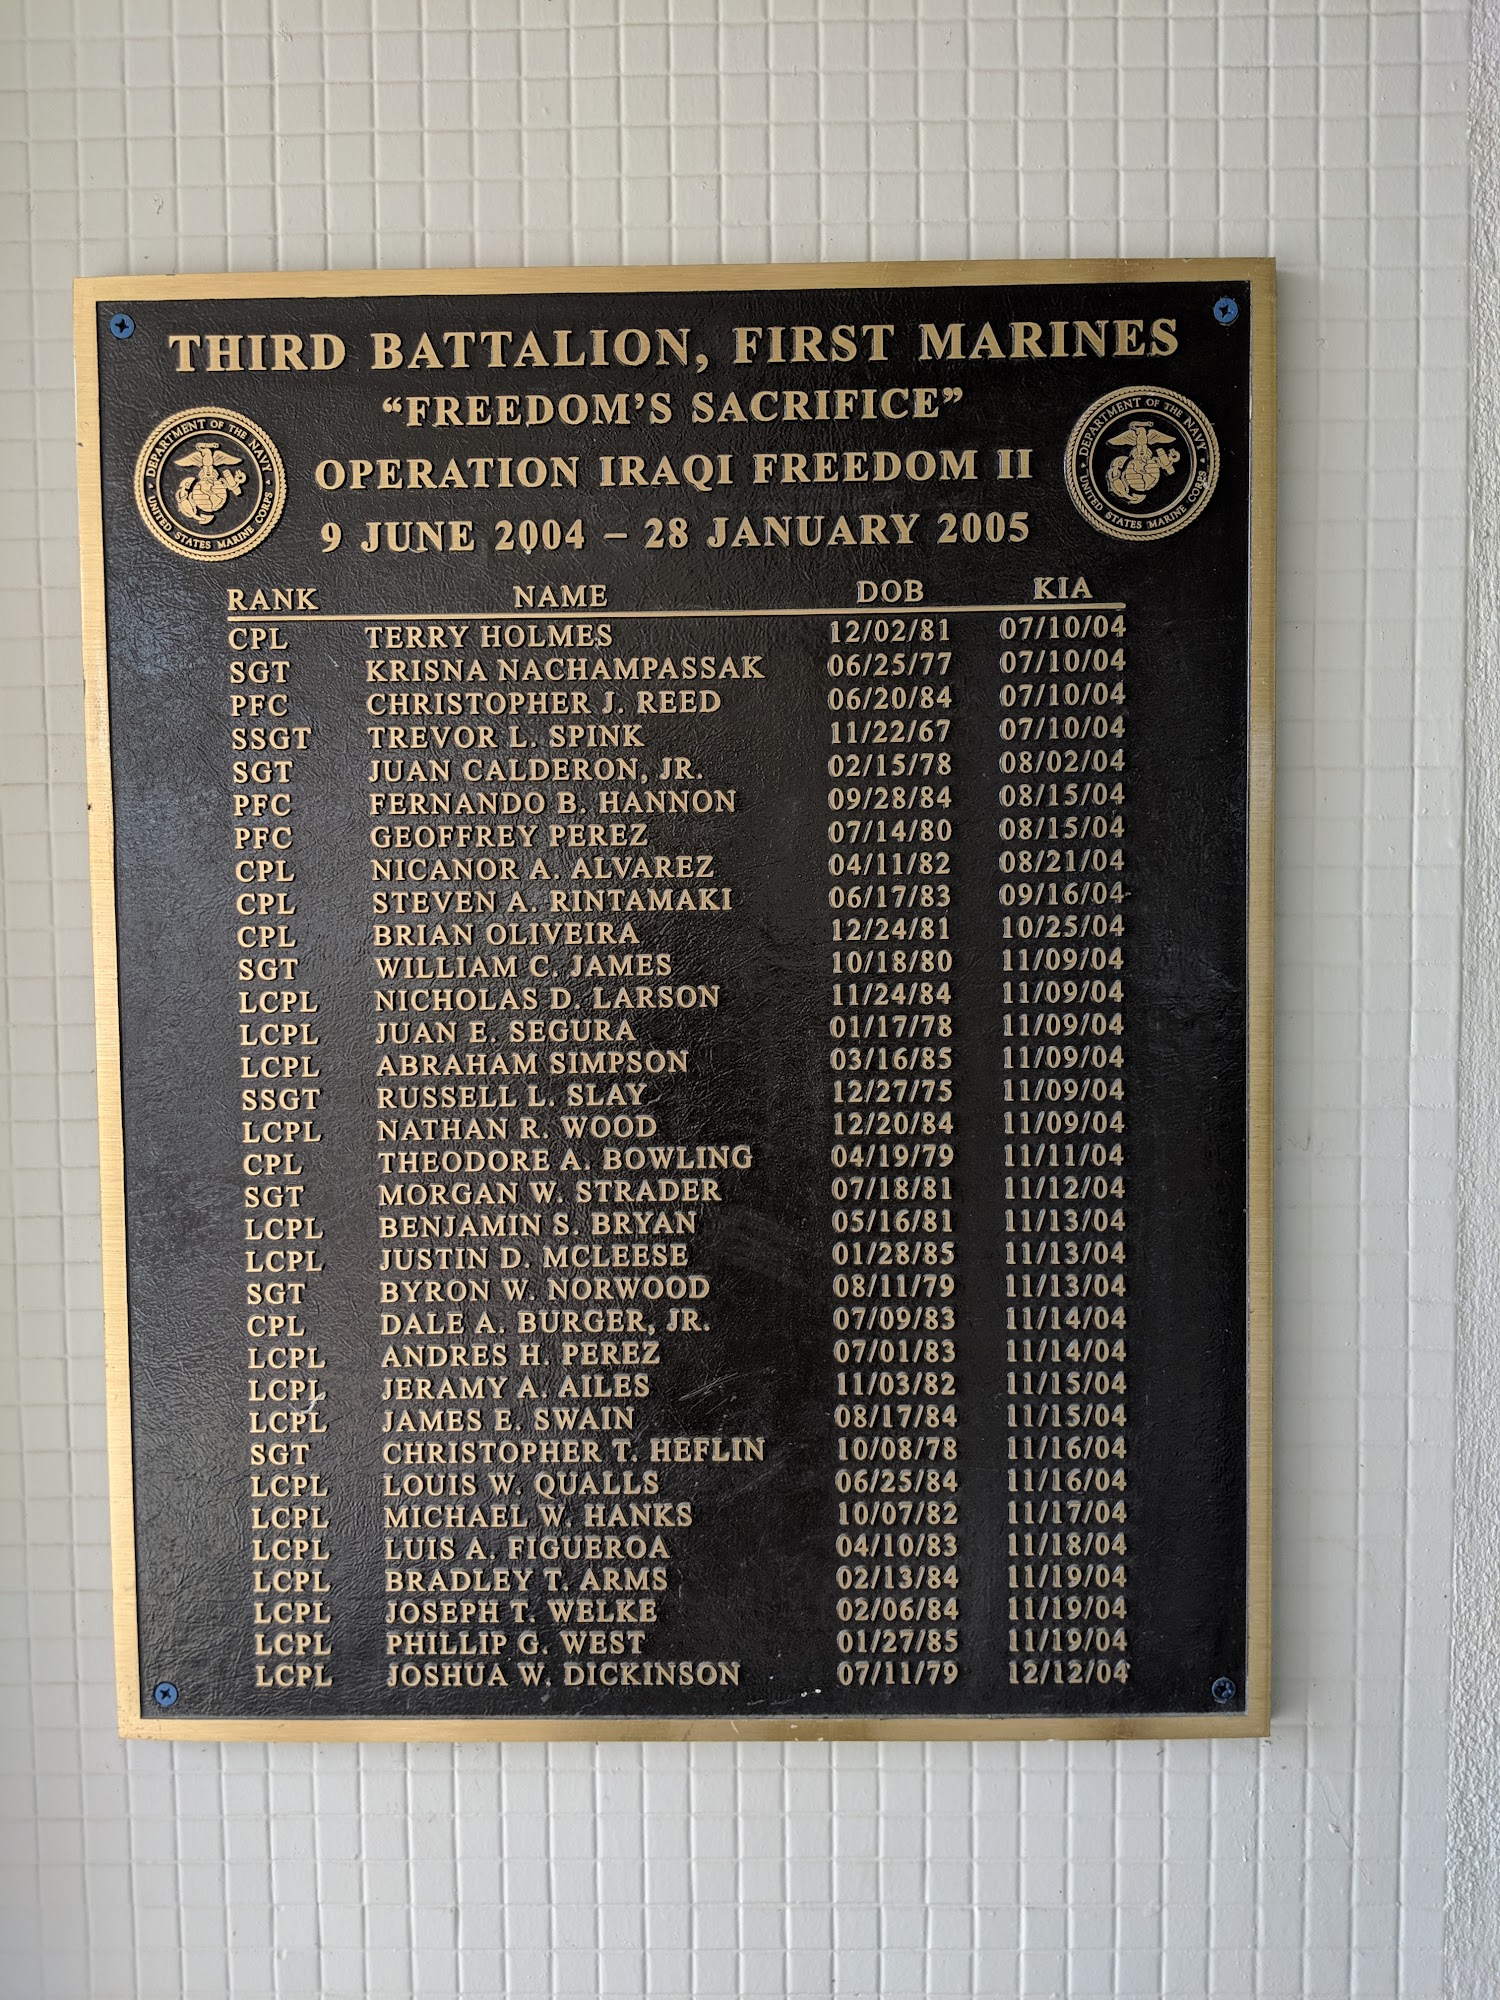 THIRD BATTALION, FIRST MARINES
"FREEDOM'S SACRIFICE"
OPERATION IRAQI FREEDOM II
9 JUNE 2004 – 28 JANUARY 2005
DEPARTMENT OF THE NAVY
UNITED STATES MARINE CORPS
DEPARTMENT OF THE NAVY
UNITED STATES MARINE CORPS
RANK NAME DOB KIA
CPL TERRY HOLMES 12/02/81 07/10/04
SGT KRISNA NACHAMPASSAK 06/25/77 07/10/04
PFC CHRISTOPHER J. REED 06/20/84 07/10/04
SSGT TREVOR L. SPINK 11/22/67 07/10/04
SGT JUAN CALDERON, JR. 02/15/78 08/02/04
PFC FERNANDO B. HANNON 09/28/84 08/15/04
PFC GEOFFREY PEREZ 07/14/80 08/15/04
CPL NICANOR A. ALVAREZ 04/11/82 08/21/04
CPL STEVEN A. RINTAMAKI 06/17/83 09/16/04
CPL BRIAN OLIVEIRA 12/24/81 10/25/04
SGT WILLIAM C. JAMES 10/18/80 11/09/04
LCPL NICHOLAS D. LARSON 11/24/84 11/09/04
LCPL JUAN E. SEGURA 01/17/78 11/09/04
LCPL ABRAHAM SIMPSON 03/16/85 11/09/04
SSGT RUSSELL L. SLAY 12/27/75 11/09/04
LCPL NATHAN R. WOOD 12/20/84 11/09/04
CPL THEODORE A. BOWLING 04/19/79 11/11/04
SGT MORGAN W. STRADER 07/18/81 11/12/04
LCPL BENJAMIN S. BRYAN 05/16/81 11/13/04
LCPL JUSTIN D. MCLEESE 01/28/85 11/13/04
SGT BYRON W. NORWOOD 08/11/79 11/13/04
CPL DALE A. BURGER, JR. 07/09/83 11/14/04
LCPL ANDRES H. PEREZ 07/01/83 11/14/04
LCPL JERAMY A. AILES 11/03/82 11/15/04
LCPL JAMES E. SWAIN 08/17/84 11/15/04
SGT CHRISTOPHER T. HEFLIN 10/08/78 11/16/04
LCPL LOUIS W. QUALLS 06/25/84 11/16/04
LCPL MICHAEL W. HANKS 10/07/82 11/17/04
LCPL LUIS A. FIGUEROA 04/10/83 11/18/04
LCPL BRADLEY T. ARMS 02/13/84 11/19/04
LCPL JOSEPH T. WELKE 02/06/84 11/19/04
LCPL PHILLIP G. WEST 01/27/85 11/19/04
LCPL JOSHUA W. DICKINSON 07/11/79 12/12/04